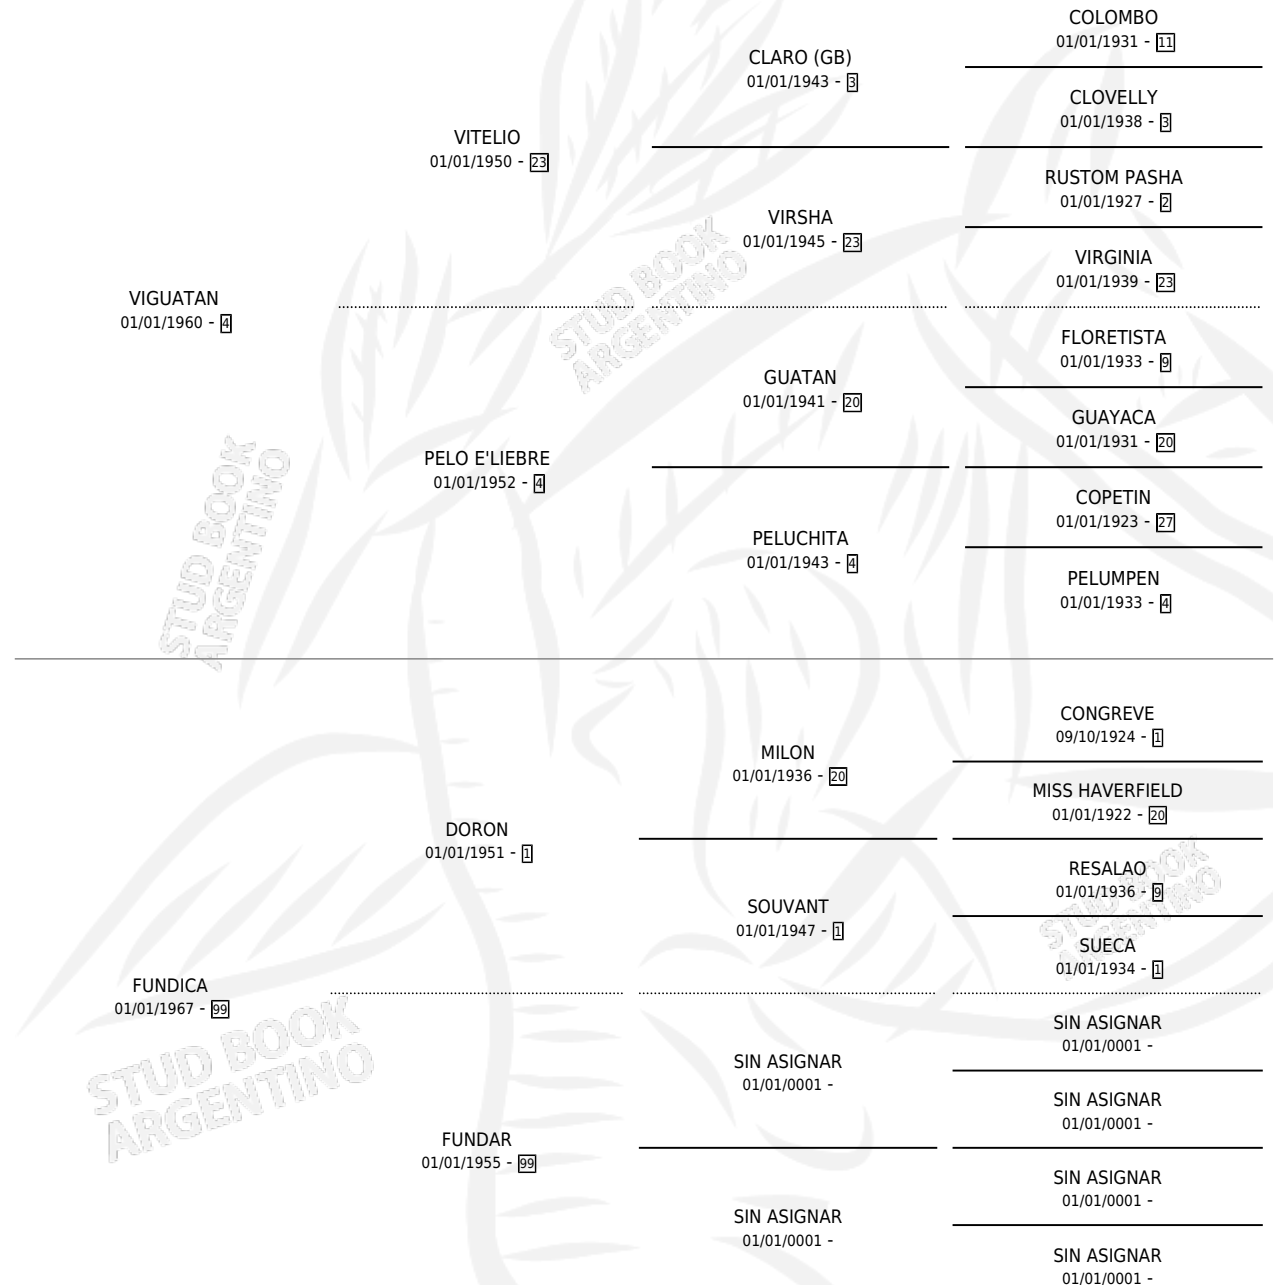 COLOMBO
01/01/1931 - 11
CLARO (GB)
01/01/1943 - 3
CLOVELLY
01/01/1938 - 3
VITELIO
01/01/1950 - 23
RUSTOM PASHA
01/01/1927 - 2
VIRSHA
01/01/1945 - 23
VIRGINIA
01/01/1939 - 23
VIGUATAN
01/01/1960 - 4
STUD BOOK
ARGENTINO
FLORETISTA
01/01/1933 - 9
GUATAN
01/01/1941 - 20
GUAYACA
01/01/1931 - 20
PELO E'LIEBRE
01/01/1952 - 4
COPETIN
01/01/1923 - 27
PELUCHITA
01/01/1943 - 4
PELUMPEN
01/01/1933 - 4
STUD BOOK
ARGENTINO
CONGREVE
09/10/1924 - 1
MILON
01/01/1936 - 20
MISS HAVERFIELD
01/01/1922 - 20
DORON
01/01/1951 - 1
RESALAO
01/01/1936 - 9
SOUVANT
01/01/1947 - 1
SUECA
01/01/1934 - 1
STUD BOOK
ARGENTINO
FUNDICA
01/01/1967 - 99
STUD BOOK
ARGENTINO
SIN ASIGNAR
01/01/0001 -
SIN ASIGNAR
01/01/0001 -
SIN ASIGNAR
01/01/0001 -
FUNDAR
01/01/1955 - 99
SIN ASIGNAR
01/01/0001 -
SIN ASIGNAR
01/01/0001 -
SIN ASIGNAR
01/01/0001 -